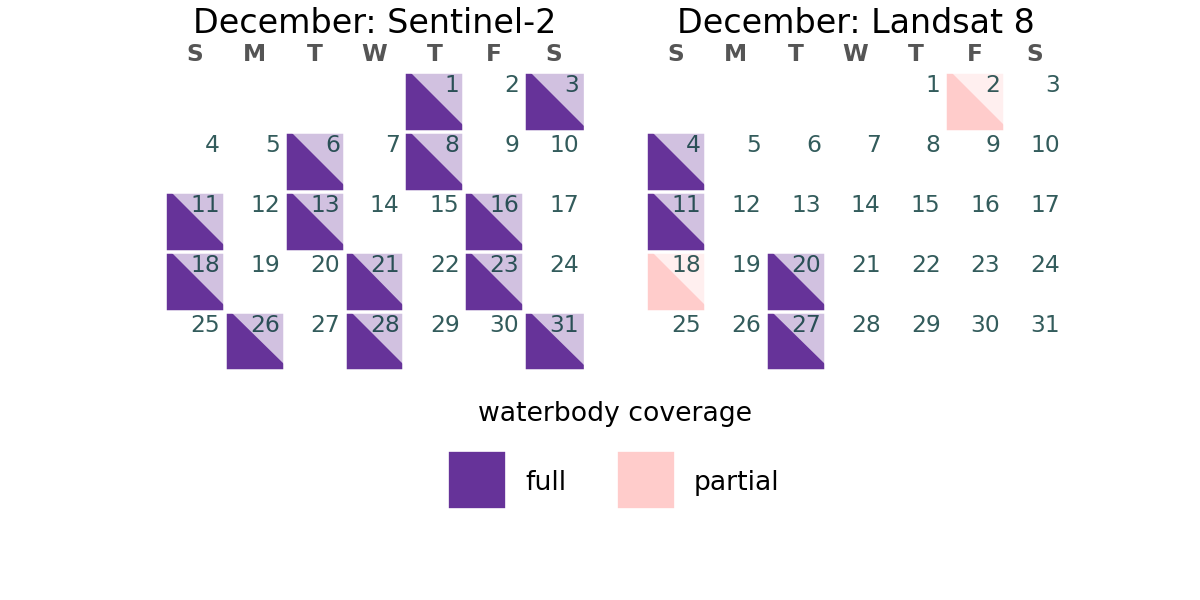 December: Sentinel-2
S M T W T F S
1 2 3
4 5 6 7 8 9 10
11 12 13 14 15 16 17
18 19 20 21 22 23 24
25 26 27 28 29 30 31
December: Landsat 8
S M T W T F S
1 2 3
4 5 6 7 8 9 10
11 12 13 14 15 16 17
18 19 20 21 22 23 24
25 26 27 28 29 30 31
waterbody coverage
full partial